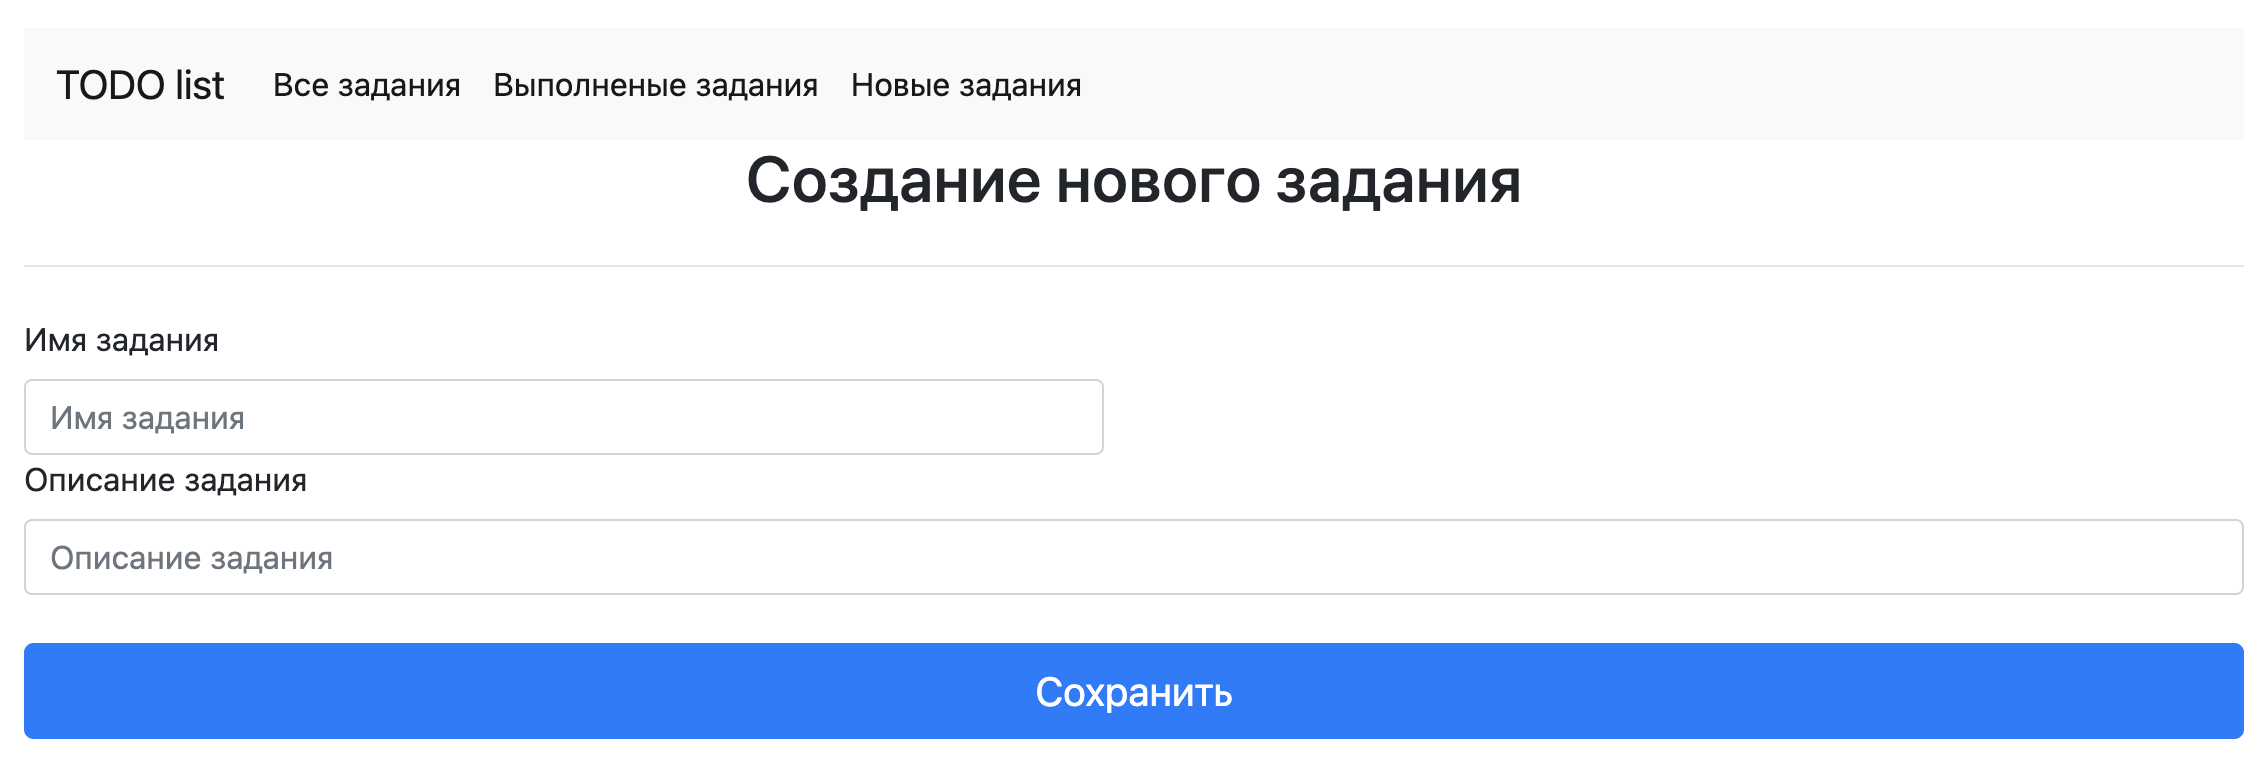 TODO list Все задания Выполненые задания Новые задания
Создание нового задания
Имя задания
Имя задания
Описание задания
Описание задания
Сохранить